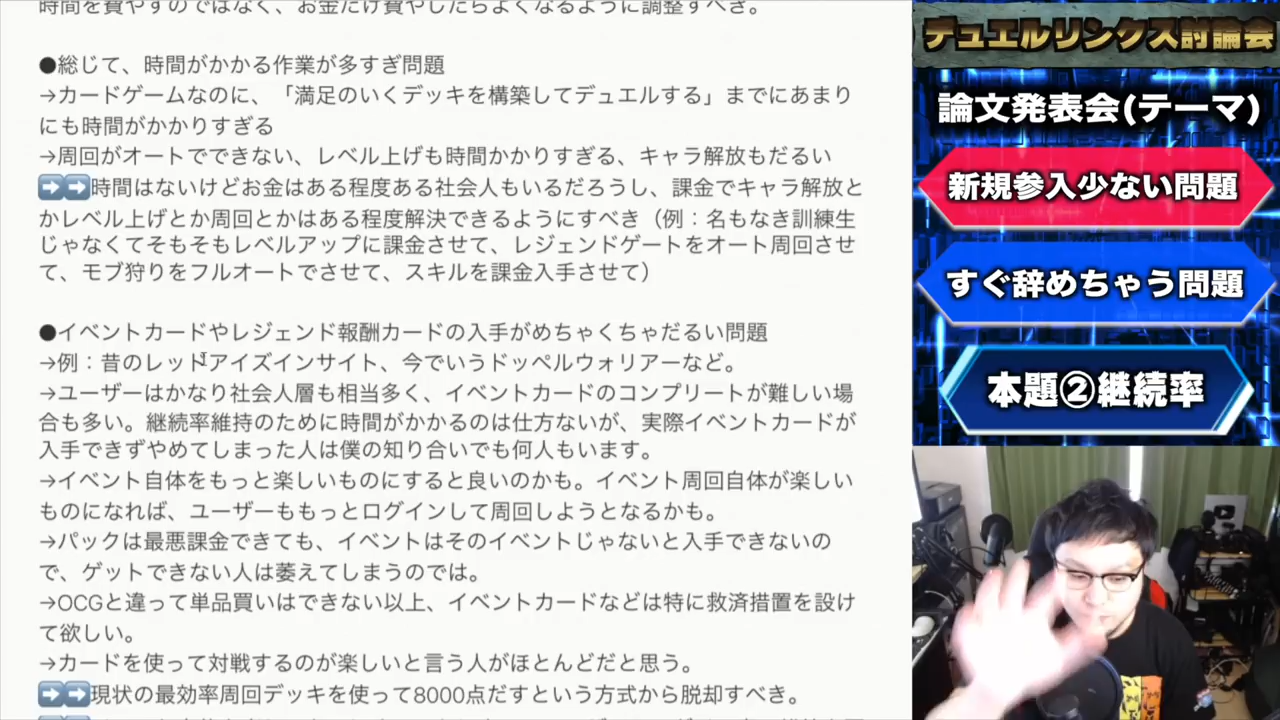 時間を費やすのではなく、お金だけ費やしたらよくなるように調整すべき。
●総じて、時間がかかる作業が多すぎ問題
→カードゲームなのに、「満足のいくデッキを構築してデュエルする」までにあまり
にも時間がかかりすぎる
→周回がオートでできない、レベル上げも時間かかりすぎる、キャラ解放もだるい
➡➡時間はないけどお金はある程度ある社会人もいるだろうし、課金でキャラ解放と
かレベル上げとか周回とかはある程度解決できるようにすべき（例：名もなき訓練生
じゃなくてそもそもレベルアップに課金させて、レジェンドゲートをオート周回させ
て、モブ狩りをフルオートでさせて、スキルを課金入手させて）
●イベントカードやレジェンド報酬カードの入手がめちゃくちゃだるい問題
→例：昔のレッドアイズインサイト、今でいうドッペルウォリアーなど。
→ユーザーはかなり社会人層も相当多く、イベントカードのコンプリートが難しい場
合も多い。継続率維持のために時間がかかるのは仕方ないが、実際イベントカードが
入手できずやめてしまった人は僕の知り合いでも何人もいます。
→イベント自体をもっと楽しいものにすると良いのかも。イベント周回自体が楽しい
ものになれば、ユーザーももっとログインして周回しようとなるかも。
→パックは最悪課金できても、イベントはそのイベントじゃないと入手できないの
で、ゲットできない人は萎えてしまうのでは。
→OCGと違って単品買いはできない以上、イベントカードなどは特に救済措置を設け
て欲しい。
→カードを使って対戦するのが楽しいと言う人がほとんどだと思う。
➡➡現状の最効率周回デッキを使って8000点だすという方式から脱却すべき。
デュエルリンクス討論会
論文発表会(テーマ)
新規参入少ない問題
すぐ辞めちゃう問題
本題②継続率